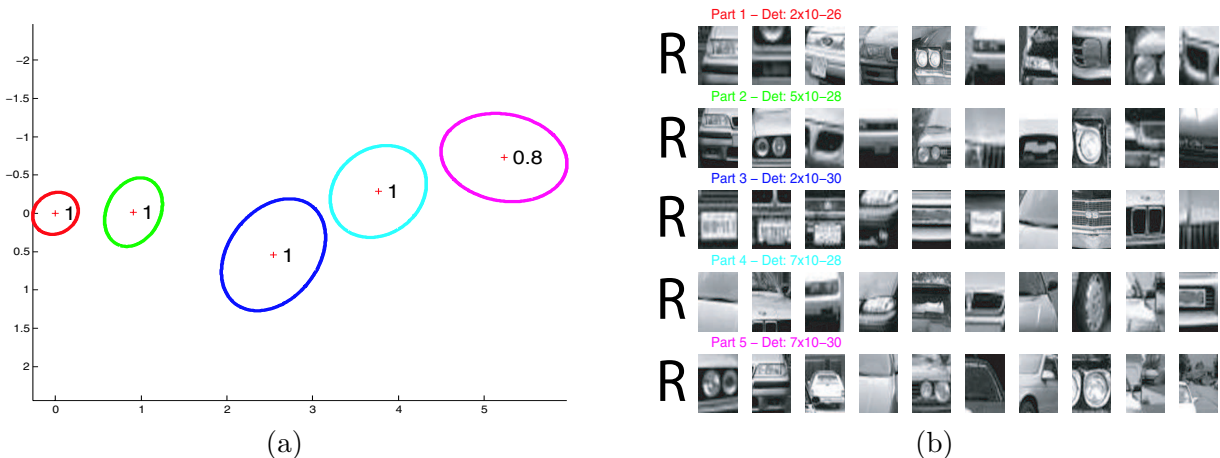 −2
−1.5
−1
−0.5
0
0.5
1
1.5
2
0 1 2 3 4 5
1
1
1
1
0.8
(a)
Part 1 − Det: 2x10−26
R
Part 2 − Det: 5x10−28
R
Part 3 − Det: 2x10−30
R
Part 4 − Det: 7x10−28
R
Part 5 − Det: 7x10−30
R
(b)